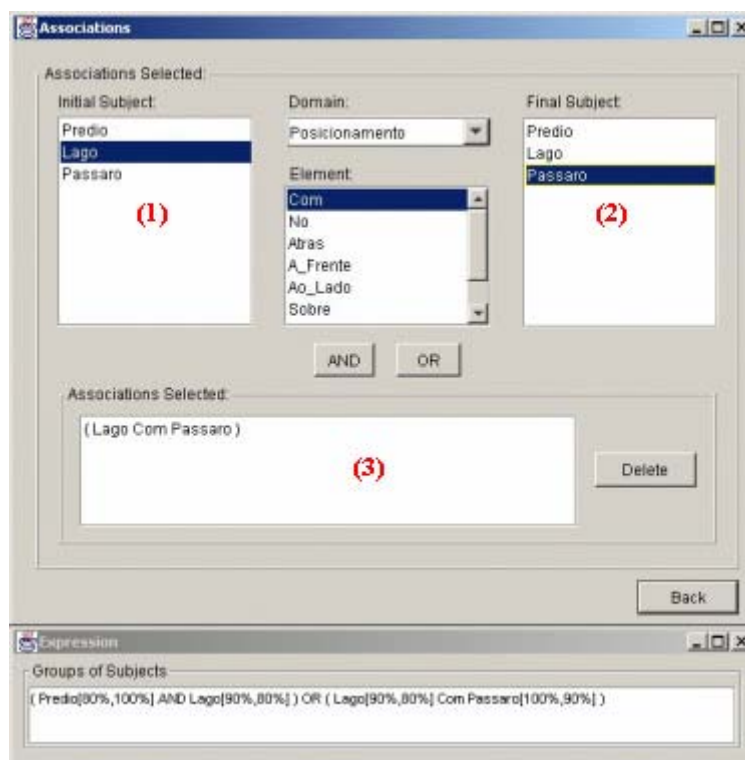 Associations
Associations Selected:
Initial Subject:
Predio
Lago
Passaro
(1)
Domain:
Posicionamento
Element:
Com
No
Atras
A_Frente
Ao_Lado
Sobre
Final Subject:
Predio
Lago
Passaro
(2)
AND OR
Associations Selected:
( Lago Com Passaro )
(3)
Delete
Back
Expression
Groups of Subjects
( Predio[80%,100%] AND Lago[90%,80%] ) OR ( Lago[90%,80%] Com Passaro[100%,90%] )